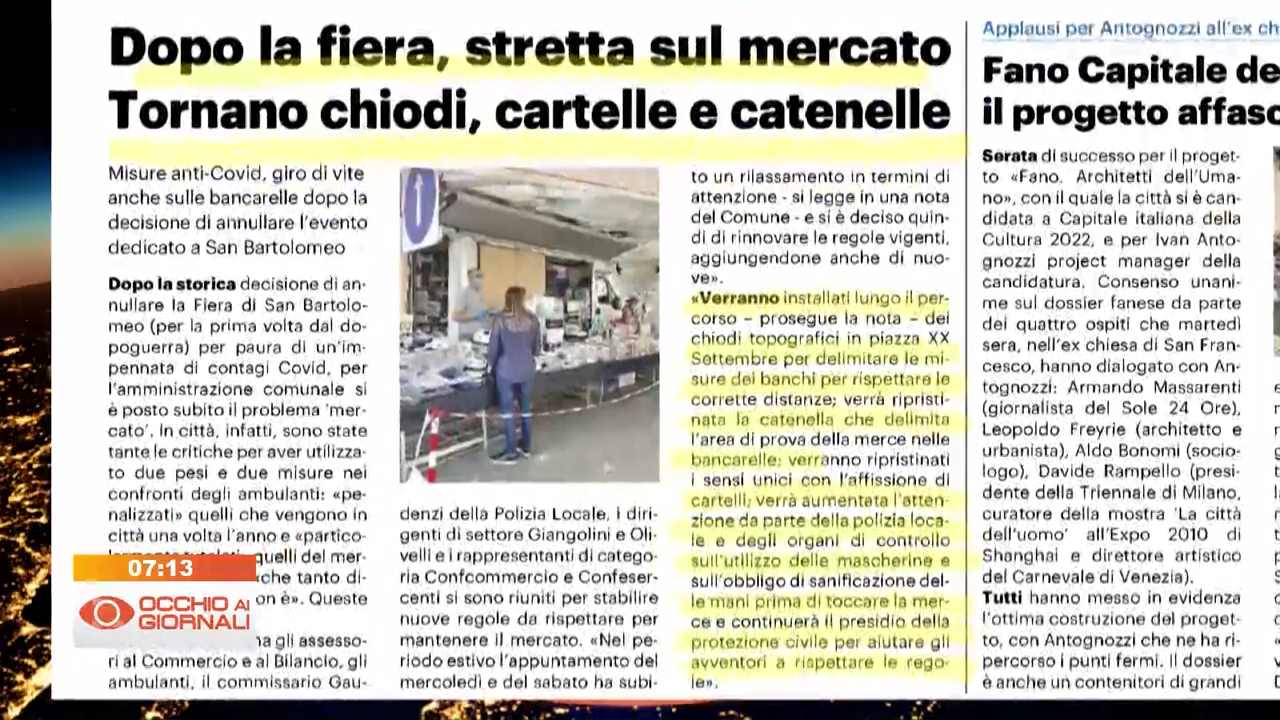 Dopo la fiera, stretta sul mercato
Tornano chiodi, cartelle e catenelle
Misure anti-Covid, giro di vite
anche sulle bancarelle dopo la
decisione di annullare l'evento
dedicato a San Bartolomeo
Dopo la storica decisione di an-
nullare la Fiera di San Bartolo-
meo (per la prima volta dal do-
poguerra) per paura di un'im-
pennata di contagi Covid, per
l'amministrazione comunale si
è posto subito il problema 'mer-
cato'. In città, infatti, sono state
tante le critiche per aver utilizza-
to due pesi e due misure nei
confronti degli ambulanti: «pe-
nalizzati» quelli che vengono in
città una volta l'anno e «partico-
quelli del mer-
«che tanto di-
on è». Queste
na gli assesso-
ri al Commercio e al Bilancio, gli
ambulanti, il commissario Gau-
denzi della Polizia Locale, i diri-
genti di settore Giangolini e Oli-
velli e i rappresentanti di catego-
ria Confcommercio e Confeser-
centi si sono riuniti per stabilire
nuove regole da rispettare per
mantenere il mercato. «Nel pe-
riodo estivo l'appuntamento del
mercoledì e del sabato ha subi-
to un rilassamento in termini di
attenzione - si legge in una nota
del Comune - e si è deciso quin-
di di rinnovare le regole vigenti,
aggiungendone anche di nuo-
ve».
«Verranno installati lungo il per-
corso – prosegue la nota – dei
chiodi topografici in piazza XX
Settembre per delimitare le mi-
sure dei banchi per rispettare le
corrette distanze; verrà ripristi-
nata la catenella che delimita
l'area di prova della merce nelle
bancarelle; verranno ripristinati
i sensi unici con l'affissione di
cartelli; verrà aumentata l'atten-
zione da parte della polizia loca-
le e degli organi di controllo
sull'utilizzo delle mascherine e
sull'obbligo di sanificazione del-
le mani prima di toccare la mer-
ce e continuerà il presidio della
protezione civile per aiutare gli
avventori a rispettare le rego-
le».
Applausi per Antognozzi all'ex ch
Fano Capitale de
il progetto affasc
Serata di successo per il proget-
to «Fano. Architetti dell'Uma-
no», con il quale la città si è can-
didata a Capitale italiana della
Cultura 2022, e per Ivan Anto-
gnozzi project manager della
candidatura. Consenso unani-
me sul dossier fanese da parte
dei quattro ospiti che martedì
sera, nell'ex chiesa di San Fran-
cesco, hanno dialogato con An-
tognozzi: Armando Massarenti
(giornalista del Sole 24 Ore),
Leopoldo Freyrie (architetto e
urbanista), Aldo Bonomi (socio-
logo), Davide Rampello (presi-
dente della Triennale di Milano,
curatore della mostra 'La città
dell'uomo' all'Expo 2010 di
Shanghai e direttore artistico
del Carnevale di Venezia).
Tutti hanno messo in evidenza
l'ottima costruzione del proget-
to, con Antognozzi che ne ha ri-
percorso i punti fermi. Il dossier
è anche un contenitori di grandi
07:13
OCCHIO AI
GIORNALI